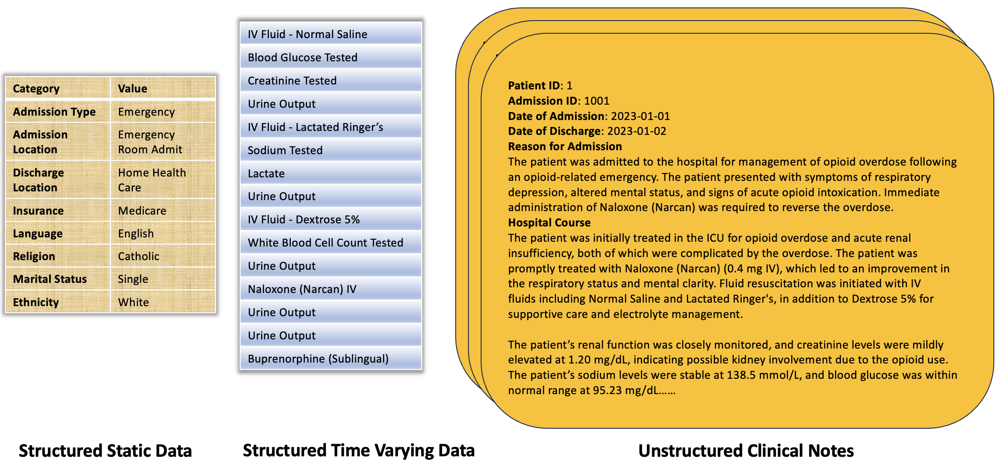 Category Value
Admission Type Emergency
Admission Emergency
Location Room Admit
Discharge Home Health
Location Care
Insurance Medicare
Language English
Religion Catholic
Marital Status Single
Ethnicity White
Structured Static Data
IV Fluid - Normal Saline
Blood Glucose Tested
Creatinine Tested
Urine Output
IV Fluid - Lactated Ringer’s
Sodium Tested
Lactate
Urine Output
IV Fluid - Dextrose 5%
White Blood Cell Count Tested
Urine Output
Naloxone (Narcan) IV
Urine Output
Urine Output
Buprenorphine (Sublingual)
Structured Time Varying Data
Patient ID: 1
Admission ID: 1001
Date of Admission: 2023-01-01
Date of Discharge: 2023-01-02
Reason for Admission
The patient was admitted to the hospital for management of opioid overdose following
an opioid-related emergency. The patient presented with symptoms of respiratory
depression, altered mental status, and signs of acute opioid intoxication. Immediate
administration of Naloxone (Narcan) was required to reverse the overdose.
Hospital Course
The patient was initially treated in the ICU for opioid overdose and acute renal
insufficiency, both of which were complicated by the overdose. The patient was
promptly treated with Naloxone (Narcan) (0.4 mg IV), which led to an improvement in
the respiratory status and mental clarity. Fluid resuscitation was initiated with IV
fluids including Normal Saline and Lactated Ringer's, in addition to Dextrose 5% for
supportive care and electrolyte management.
The patient’s renal function was closely monitored, and creatinine levels were mildly
elevated at 1.20 mg/dL, indicating possible kidney involvement due to the opioid use.
The patient’s sodium levels were stable at 138.5 mmol/L, and blood glucose was within
normal range at 95.23 mg/dL......
Unstructured Clinical Notes